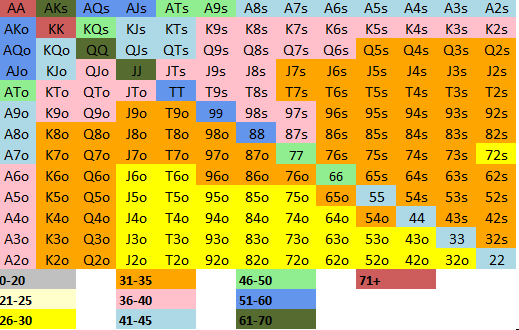 AA AKs AQs AJs ATs A9s A8s A7s A6s A5s A4s A3s A2s
AKo KK KQs KJs KTs K9s K8s K7s K6s K5s K4s K3s K2s
AQo KQo QQ QJs QTs Q9s Q8s Q7s Q6s Q5s Q4s Q3s Q2s
AJo KJo QJo JJ JTs J9s J8s J7s J6s J5s J4s J3s J2s
ATo KTo QTo JTo TT T9s T8s T7s T6s T5s T4s T3s T2s
A9o K9o Q9o J9o T9o 99 98s 97s 96s 95s 94s 93s 92s
A8o K8o Q8o J8o T8o 98o 88 87s 86s 85s 84s 83s 82s
A7o K7o Q7o J7o T7o 97o 87o 77 76s 75s 74s 73s 72s
A6o K6o Q6o J6o T6o 96o 86o 76o 66 65s 64s 63s 62s
A5o K5o Q5o J5o T5o 95o 85o 75o 65o 55 54s 53s 52s
A4o K4o Q4o J4o T4o 94o 84o 74o 64o 54o 44 43s 42s
A3o K3o Q3o J3o T3o 93o 83o 73o 63o 53o 43o 33 32s
A2o K2o Q2o J2o T2o 92o 82o 72o 62o 52o 42o 32o 22
0-20 31-35 46-50 71+
21-25 36-40 51-60
26-30 41-45 61-70